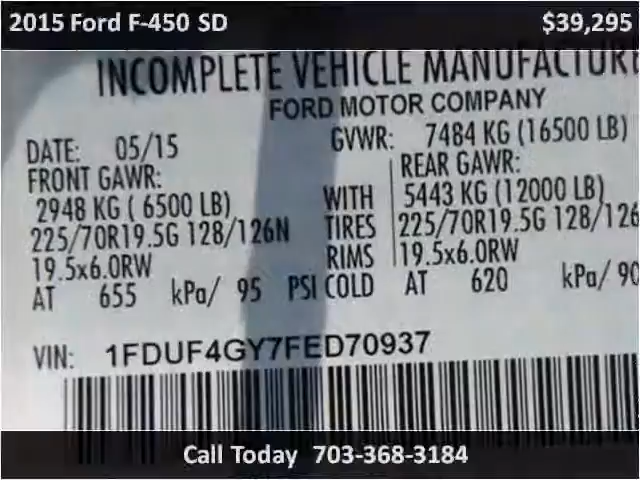 2015 Ford F-450 SD $39,295
INCOMPLETE VEHICLE MANUFACTURE
FORD MOTOR COMPANY
DATE: 05/15 GVWR: 7484 KG (16500 LB)
FRONT GAWR: REAR GAWR:
2948 KG ( 6500 LB) WITH 5443 KG (12000 LB)
225/70R19.5G 128/126N TIRES 225/70R19.5G 128/126
19.5x6.0RW RIMS 19.5x6.0RW
AT 655 kPa/ 95 PSI COLD AT 620 kPa/ 90
VIN: 1FDUF4GY7FED70937
Call Today 703-368-3184